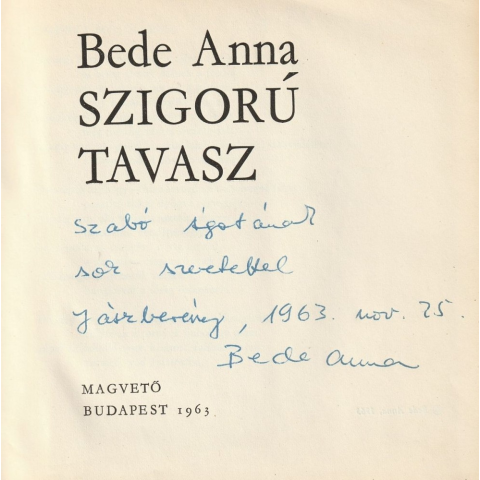 Bede Anna
SZIGORÚ
TAVASZ
Szabó Ágotának
sok szeretettel
Jászberény, 1963. nov. 25.
Bede Anna
MAGVETŐ
BUDAPEST 1963